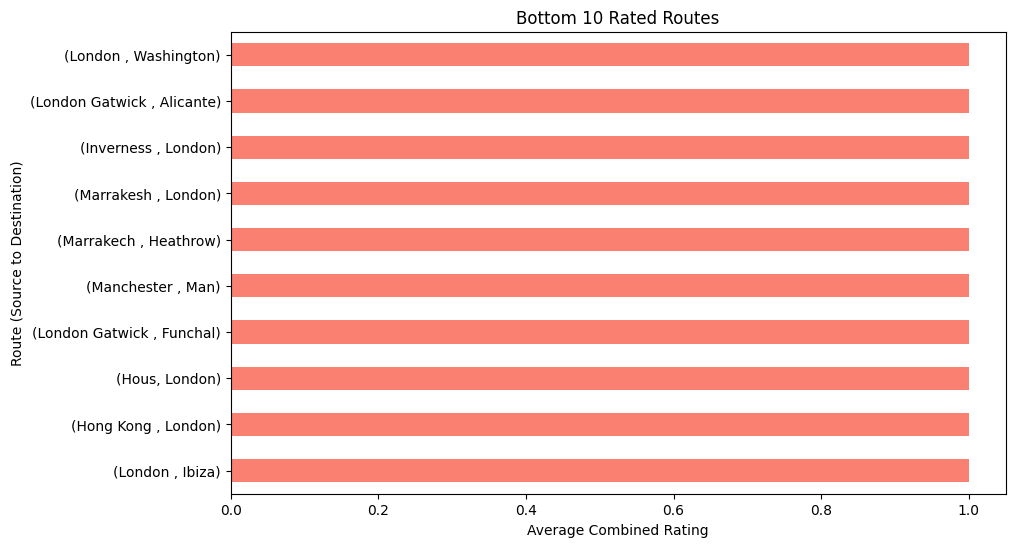 Bottom 10 Rated Routes
Route (Source to Destination)
(London , Washington)
(London Gatwick , Alicante)
(Inverness , London)
(Marrakesh , London)
(Marrakech , Heathrow)
(Manchester , Man)
(London Gatwick , Funchal)
(Hous, London)
(Hong Kong , London)
(London , Ibiza)
0.0 0.2 0.4 0.6 0.8 1.0
Average Combined Rating